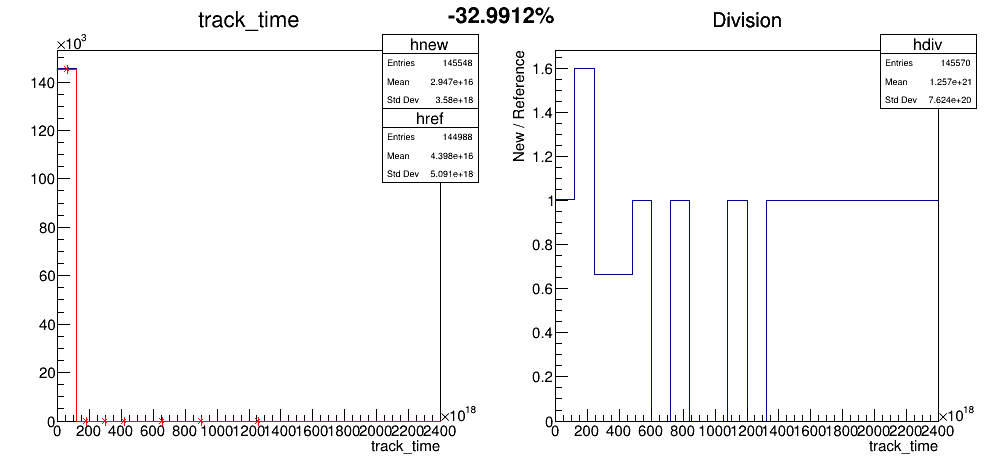 -32.9912%
track_time
×10³
hnew
Entries 145548
Mean 2.947e+16
Std Dev 3.58e+18
href
Entries 144988
Mean 4.398e+16
Std Dev 5.091e+18
140
120
100
80
60
40
20
0
0 200 400 600 800 1000 1200 1400 1600 1800 2000 2200 2400
×10¹⁸
track_time
Division
hdiv
Entries 145570
Mean 1.257e+21
Std Dev 7.624e+20
New / Reference
1.6
1.4
1.2
1
0.8
0.6
0.4
0.2
0
0 200 400 600 800 1000 1200 1400 1600 1800 2000 2200 2400
×10¹⁸
track_time